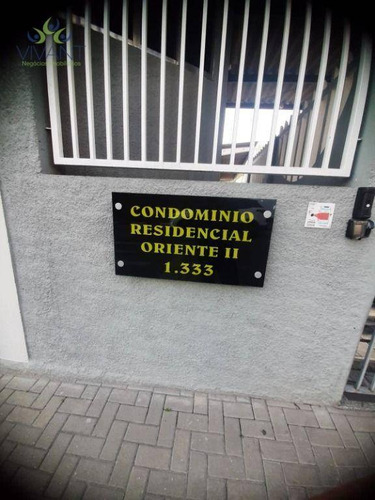 VIVANT
Negócios Imobiliários
CONDOMINIO
RESIDENCIAL
ORIENTE II
1.333